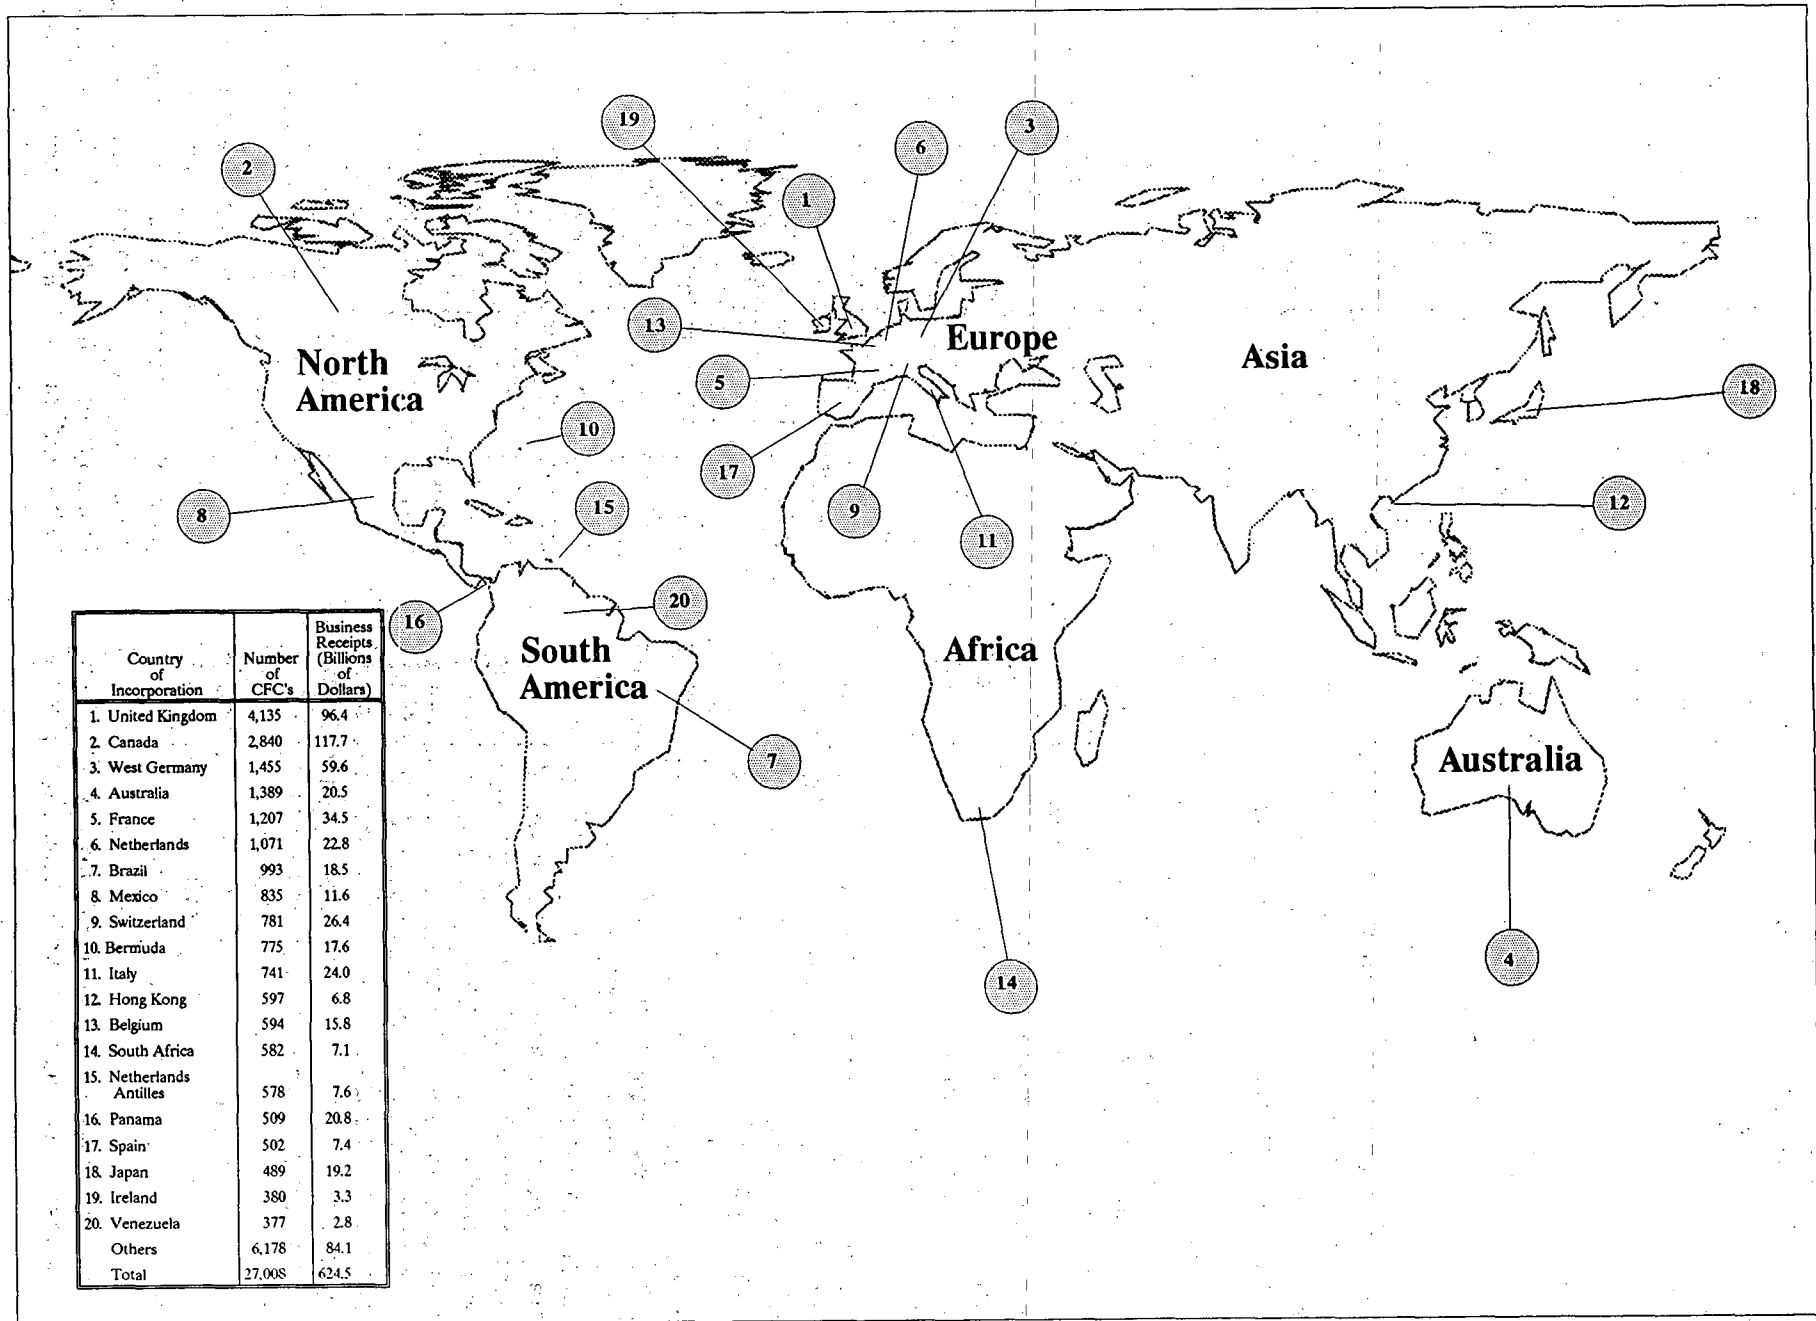 19
3
6
2
1
13
Europe
North
America
Asia
5
18
10
17
8
15
9
12
11
16
20
South
America
Africa
7
Australia
14
4
Country
of
Incorporation
Number
of
CFC's
Business
Receipts
(Billions
of
Dollars)
1. United Kingdom 4,135 96.4
2. Canada 2,840 117.7
3. West Germany 1,455 59.6
4. Australia 1,389 20.5
5. France 1,207 34.5
6. Netherlands 1,071 22.8
7. Brazil 993 18.5
8. Mexico 835 11.6
9. Switzerland 781 26.4
10. Bermuda 775 17.6
11. Italy 741 24.0
12. Hong Kong 597 6.8
13. Belgium 594 15.8
14. South Africa 582 7.1
15. Netherlands
Antilles 578 7.6
16. Panama 509 20.8
17. Spain 502 7.4
18. Japan 489 19.2
19. Ireland 380 3.3
20. Venezuela 377 2.8
Others 6,178 84.1
Total 27,008 624.5